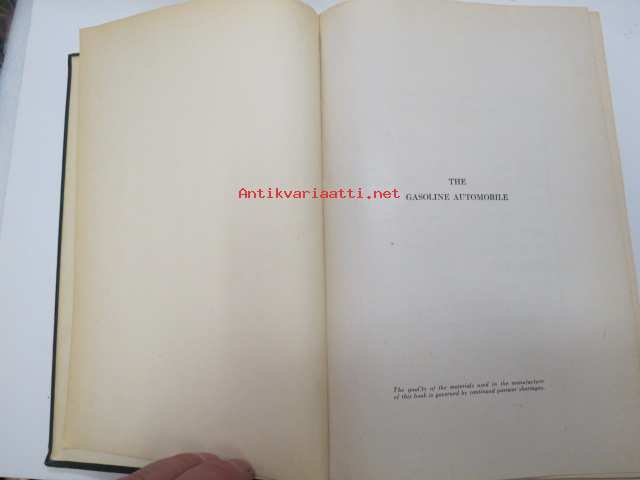 THE
GASOLINE AUTOMOBILE
Antikvariaatti.net
The quality of the materials used in the manufacture
of this book is governed by continued postwar shortages.